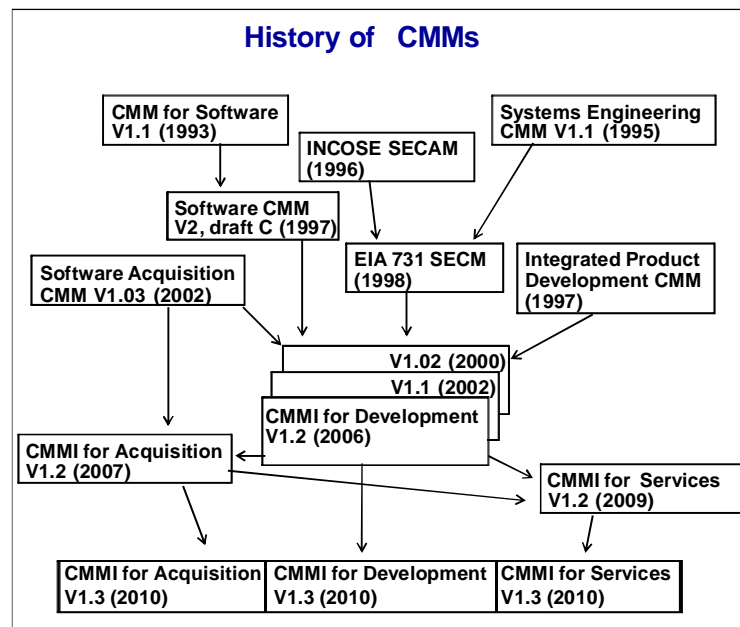 History of CMMs
CMM for Software
V1.1 (1993)
Systems Engineering
CMM V1.1 (1995)
INCOSE SECAM
(1996)
Software CMM
V2, draft C (1997)
EIA 731 SECM
(1998)
Integrated Product
Development CMM
(1997)
Software Acquisition
CMM V1.03 (2002)
V1.02 (2000)
V1.1 (2002)
CMMI for Development
V1.2 (2006)
CMMI for Acquisition
V1.2 (2007)
CMMI for Services
V1.2 (2009)
CMMI for Acquisition
V1.3 (2010)
CMMI for Development
V1.3 (2010)
CMMI for Services
V1.3 (2010)